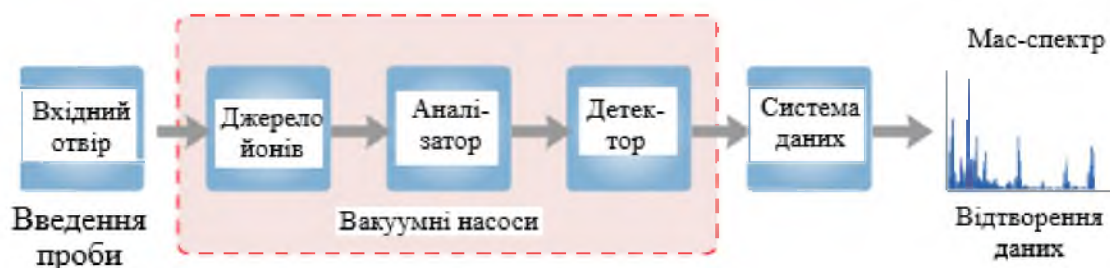 Мас-спектр
Вхідний
отвір
Джерело
йонів
Аналі-
затор
Детек-
тор
Система
даних
Введення
проби
Вакуумні насоси
Відтворення
даних